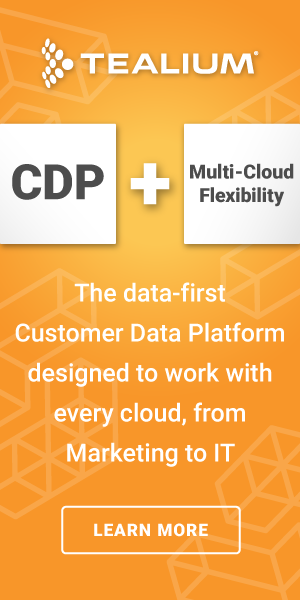 TEALIUM
CDP
+
Multi-Cloud
Flexibility
The data-first
Customer Data Platform
designed to work with
every cloud, from
Marketing to IT
LEARN MORE